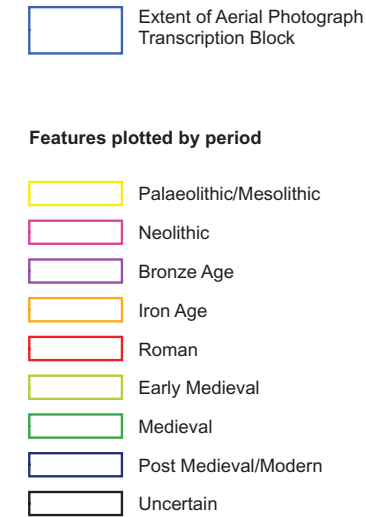 Extent of Aerial Photograph
Transcription Block
Features plotted by period
Palaeolithic/Mesolithic
Neolithic
Bronze Age
Iron Age
Roman
Early Medieval
Medieval
Post Medieval/Modern
Uncertain